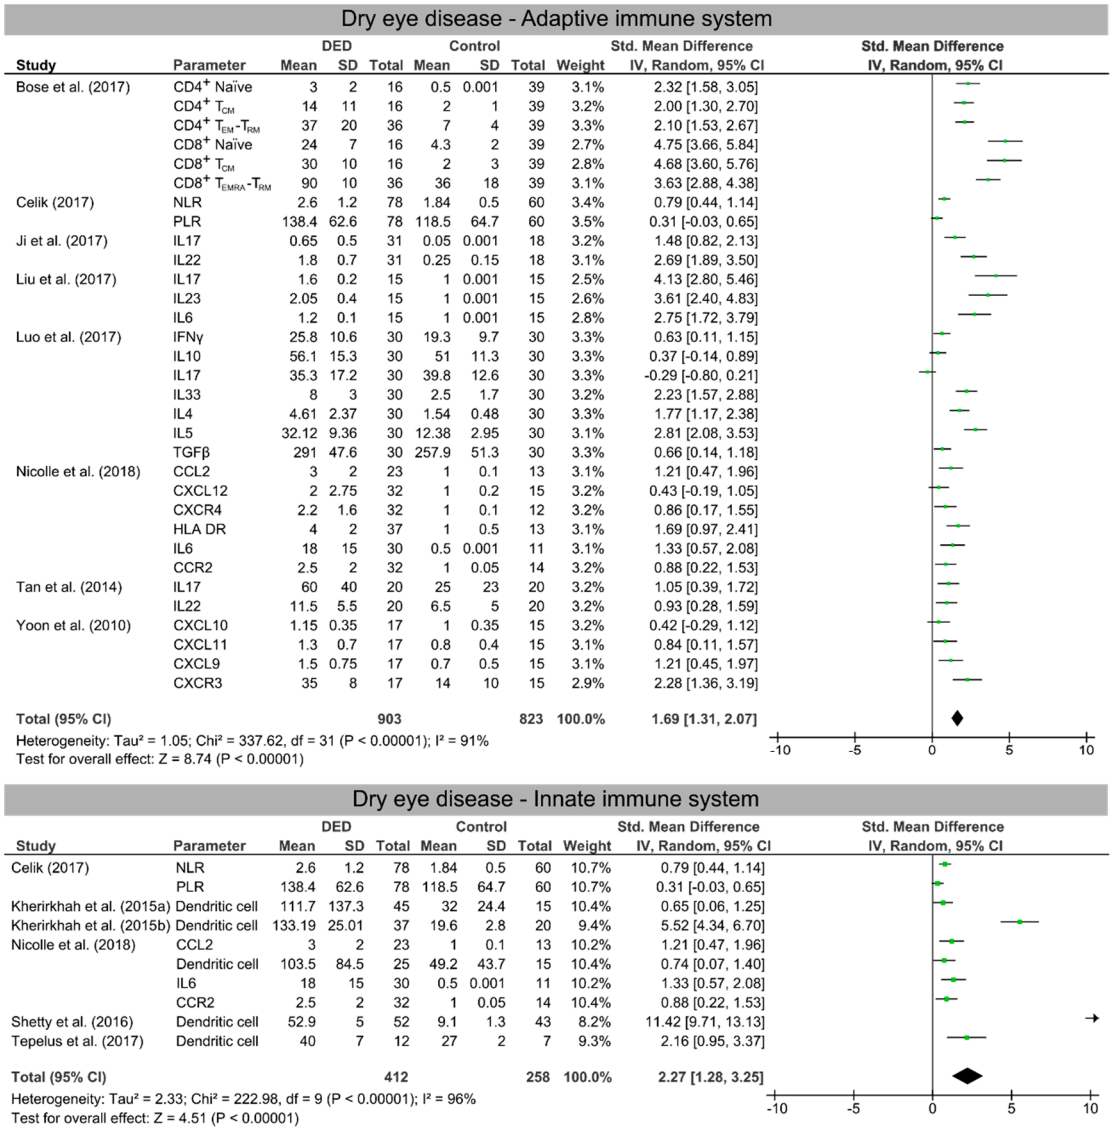 Dry eye disease - Adaptive immune system
DED Control Std. Mean Difference Std. Mean Difference
Study Parameter Mean SD Total Mean SD Total Weight IV, Random, 95% CI IV, Random, 95% CI
Bose et al. (2017) CD4+ Naïve 3 2 16 0.5 0.001 39 3.1% 2.32 [1.58, 3.05]
CD4+ TCM 14 11 16 2 1 39 3.2% 2.00 [1.30, 2.70]
CD4+ TEM-TRM 37 20 36 7 4 39 3.3% 2.10 [1.53, 2.67]
CD8+ Naïve 24 7 16 4.3 2 39 2.7% 4.75 [3.66, 5.84]
CD8+ TCM 30 10 16 2 3 39 2.8% 4.68 [3.60, 5.76]
CD8+ TEMRA-TRM 90 10 36 36 18 39 3.1% 3.63 [2.88, 4.38]
Celik (2017) NLR 2.6 1.2 78 1.84 0.5 60 3.4% 0.79 [0.44, 1.14]
PLR 138.4 62.6 78 118.5 64.7 60 3.5% 0.31 [-0.03, 0.65]
Ji et al. (2017) IL17 0.65 0.5 31 0.05 0.001 18 3.2% 1.48 [0.82, 2.13]
IL22 1.8 0.7 31 0.25 0.15 18 3.1% 2.69 [1.89, 3.50]
Liu et al. (2017) IL17 1.6 0.2 15 1 0.001 15 2.5% 4.13 [2.80, 5.46]
IL23 2.05 0.4 15 1 0.001 15 2.6% 3.61 [2.40, 4.83]
IL6 1.2 0.1 15 1 0.001 15 2.8% 2.75 [1.72, 3.79]
Luo et al. (2017) IFNγ 25.8 10.6 30 19.3 9.7 30 3.3% 0.63 [0.11, 1.15]
IL10 56.1 15.3 30 51 11.3 30 3.3% 0.37 [-0.14, 0.89]
IL17 35.3 17.2 30 39.8 12.6 30 3.3% -0.29 [-0.80, 0.21]
IL33 8 3 30 2.5 1.7 30 3.2% 2.23 [1.57, 2.88]
IL4 4.61 2.37 30 1.54 0.48 30 3.2% 1.77 [1.17, 2.38]
IL5 32.12 9.36 30 12.38 2.95 30 3.1% 2.81 [2.08, 3.53]
TGFβ 291 47.6 30 257.9 51.3 30 3.3% 0.66 [0.14, 1.18]
Nicolle et al. (2018) CCL2 3 2 23 1 0.1 13 3.1% 1.21 [0.47, 1.96]
CXCL12 2 2.75 32 1 0.2 15 3.2% 0.43 [-0.19, 1.05]
CXCR4 2.2 1.6 32 1 0.1 12 3.2% 0.86 [0.17, 1.55]
HLA DR 4 2 37 1 0.5 13 3.1% 1.69 [0.97, 2.41]
IL6 18 15 30 0.5 0.001 11 3.1% 1.33 [0.57, 2.08]
CCR2 2.5 2 32 1 0.05 14 3.2% 0.88 [0.22, 1.53]
Tan et al. (2014) IL17 60 40 20 25 23 20 3.2% 1.05 [0.39, 1.72]
IL22 11.5 5.5 20 6.5 5 20 3.2% 0.93 [0.28, 1.59]
Yoon et al. (2010) CXCL10 1.15 0.35 17 1 0.35 15 3.2% 0.42 [-0.29, 1.12]
CXCL11 1.3 0.7 17 0.8 0.4 15 3.1% 0.84 [0.11, 1.57]
CXCL9 1.5 0.75 17 0.7 0.5 15 3.1% 1.21 [0.45, 1.97]
CXCR3 35 8 17 14 10 15 2.9% 2.28 [1.36, 3.19]
Total (95% CI) 903 823 100.0% 1.69 [1.31, 2.07]
Heterogeneity: Tau² = 1.05; Chi² = 337.62, df = 31 (P < 0.00001); I² = 91%
Test for overall effect: Z = 8.74 (P < 0.00001)
-10 -5 0 5 10
Dry eye disease - Innate immune system
DED Control Std. Mean Difference Std. Mean Difference
Study Parameter Mean SD Total Mean SD Total Weight IV, Random, 95% CI IV, Random, 95% CI
Celik (2017) NLR 2.6 1.2 78 1.84 0.5 60 10.7% 0.79 [0.44, 1.14]
PLR 138.4 62.6 78 118.5 64.7 60 10.7% 0.31 [-0.03, 0.65]
Kherirkhah et al. (2015a) Dendritic cell 111.7 137.3 45 32 24.4 15 10.4% 0.65 [0.06, 1.25]
Kherirkhah et al. (2015b) Dendritic cell 133.19 25.01 37 19.6 2.8 20 9.4% 5.52 [4.34, 6.70]
Nicolle et al. (2018) CCL2 3 2 23 1 0.1 13 10.2% 1.21 [0.47, 1.96]
Dendritic cell 103.5 84.5 25 49.2 43.7 15 10.4% 0.74 [0.07, 1.40]
IL6 18 15 30 0.5 0.001 11 10.2% 1.33 [0.57, 2.08]
CCR2 2.5 2 32 1 0.05 14 10.4% 0.88 [0.22, 1.53]
Shetty et al. (2016) Dendritic cell 52.9 5 52 9.1 1.3 43 8.2% 11.42 [9.71, 13.13]
Tepelus et al. (2017) Dendritic cell 40 7 12 27 2 7 9.3% 2.16 [0.95, 3.37]
Total (95% CI) 412 258 100.0% 2.27 [1.28, 3.25]
Heterogeneity: Tau² = 2.33; Chi² = 222.98, df = 9 (P < 0.00001); I² = 96%
Test for overall effect: Z = 4.51 (P < 0.00001)
-10 -5 0 5 10